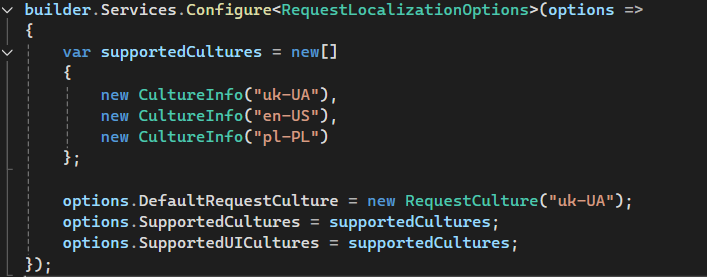 builder.Services.Configure<RequestLocalizationOptions>(options =>
{
    var supportedCultures = new[]
    {
        new CultureInfo("uk-UA"),
        new CultureInfo("en-US"),
        new CultureInfo("pl-PL")
    };

    options.DefaultRequestCulture = new RequestCulture("uk-UA");
    options.SupportedCultures = supportedCultures;
    options.SupportedUICultures = supportedCultures;
});